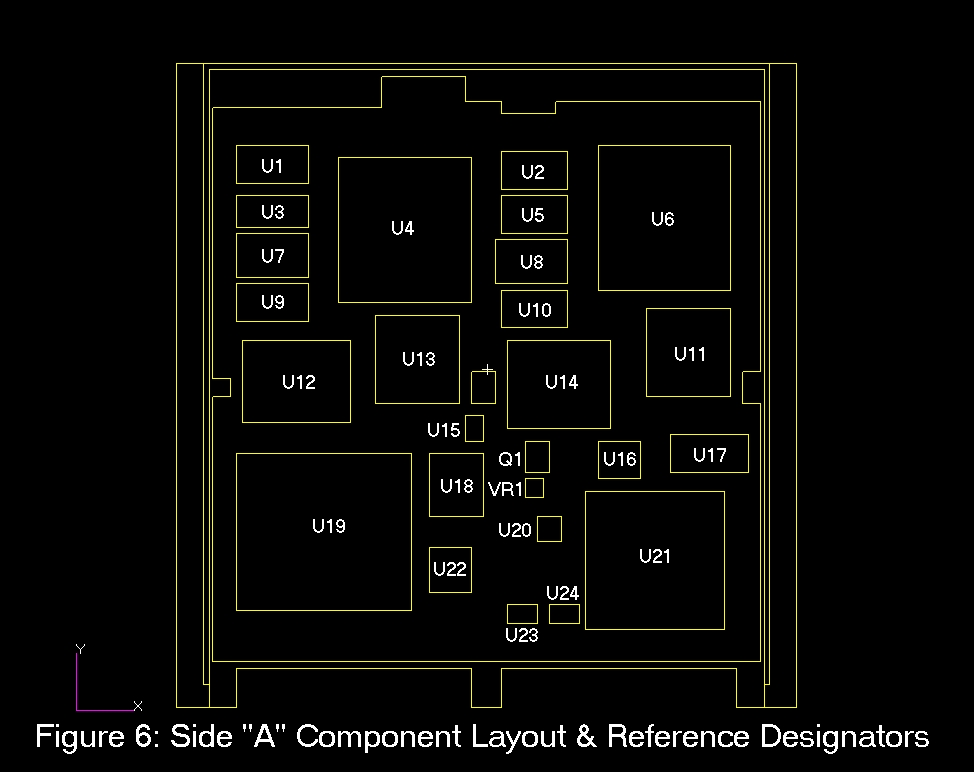 U1
U2
U3
U4
U5
U6
U7
U8
U9
U10
U11
U12
U13
U14
U15
Q1
U16
U17
U18
VR1
U19
U20
U21
U22
U24
U23
Y
X
Figure 6: Side "A" Component Layout & Reference Designators